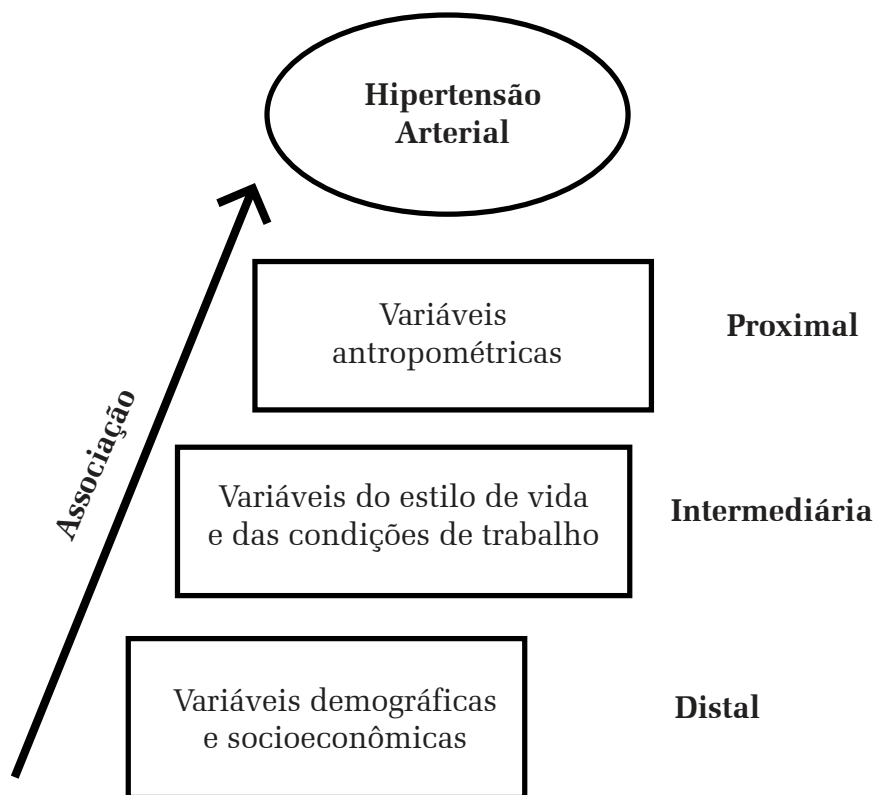 Hipertensão
Arterial
Variáveis
antropométricas
Proximal
Associação
Variáveis do estilo de vida
e das condições de trabalho
Intermediária
Variáveis demográficas
e socioeconômicas
Distal